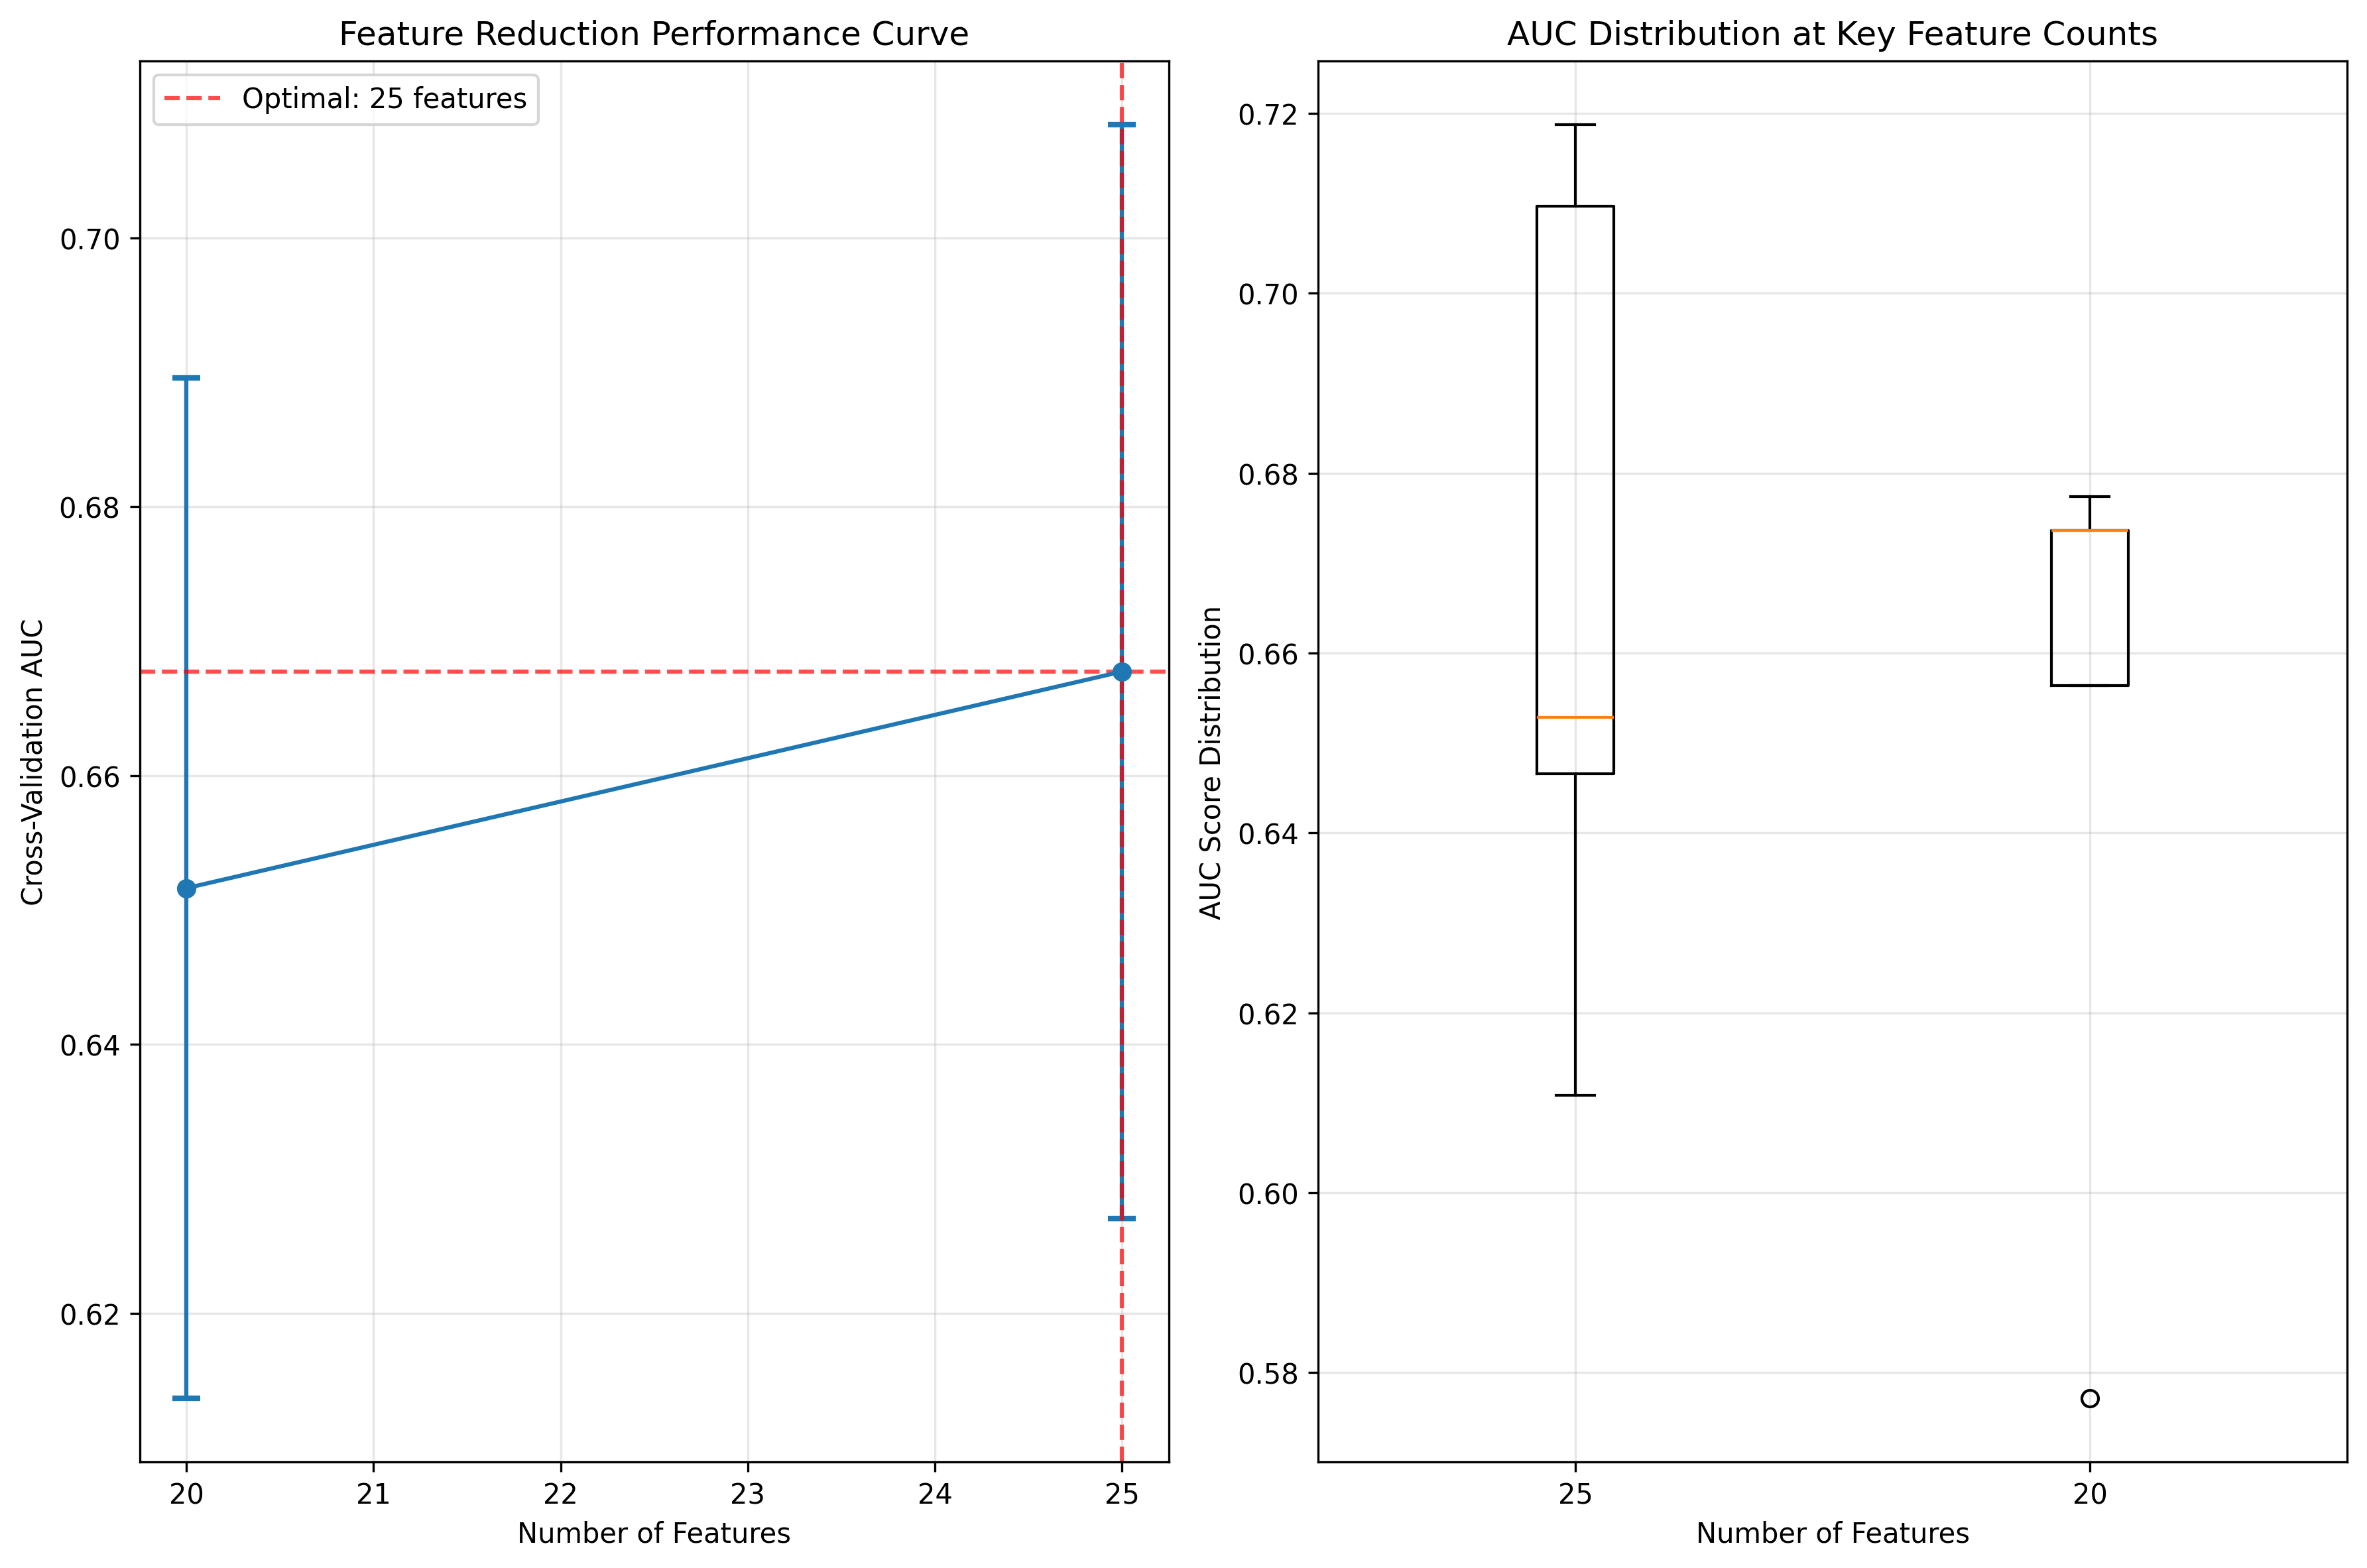 Feature Reduction Performance Curve
Optimal: 25 features
Cross-Validation AUC
0.70
0.68
0.66
0.64
0.62
20 21 22 23 24 25
Number of Features
AUC Distribution at Key Feature Counts
AUC Score Distribution
0.72
0.70
0.68
0.66
0.64
0.62
0.60
0.58
25 20
Number of Features